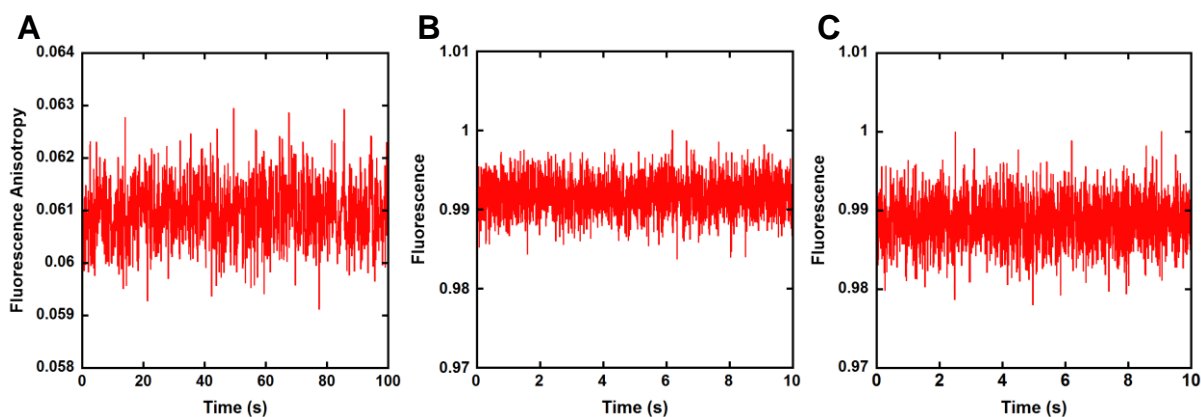 A
0.064
0.063
0.062
0.061
0.06
0.059
0.058
Fluorescence Anisotropy
0 20 40 60 80 100
Time (s)
B
1.01
1
0.99
0.98
0.97
Fluorescence
0 2 4 6 8 10
Time (s)
C
1.01
1
0.99
0.98
0.97
Fluorescence
0 2 4 6 8 10
Time (s)